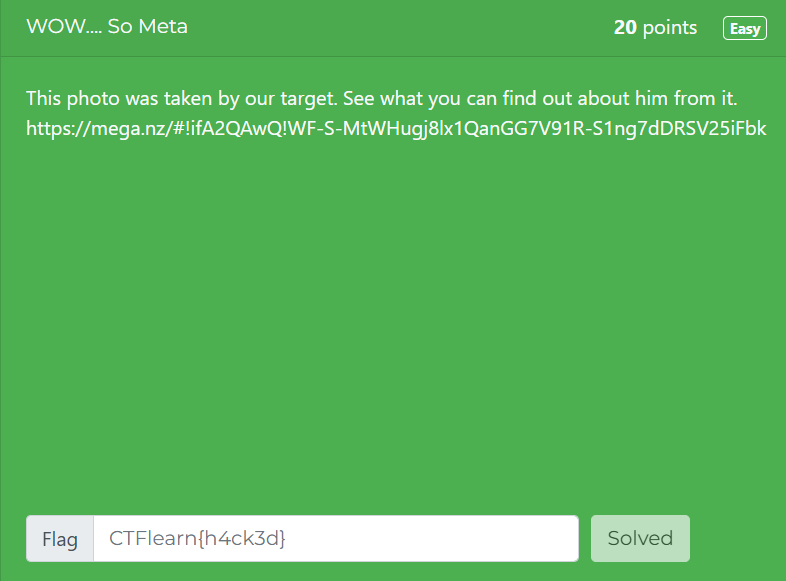 WOW.... So Meta
20 points
Easy
This photo was taken by our target. See what you can find out about him from it.
https://mega.nz/#!ifA2QAwQ!WF-S-MtWHugj8lx1QanGG7V91R-S1ng7dDRSV25iFbk
Flag
CTFlearn{h4ck3d}
Solved